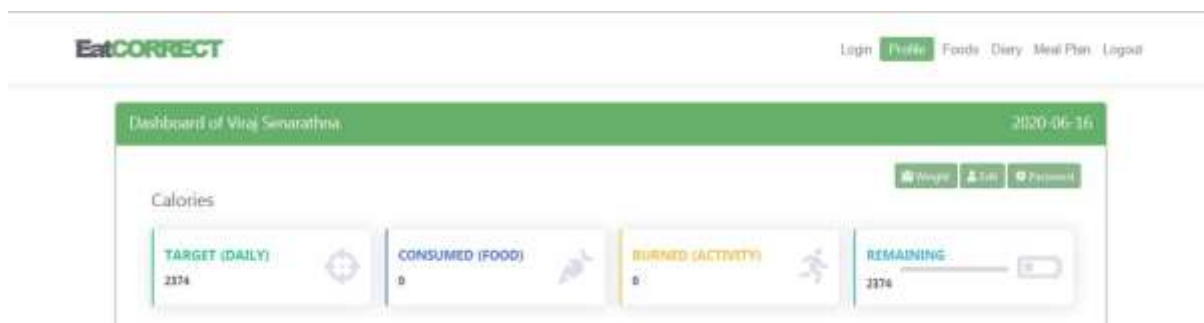 EatCORRECT
Login Profile Foods Diary Meal Plan Logout
Dashboard of Viraj Senarathna
2020-06-16
Weight Edit Password
Calories
TARGET (DAILY)
2374
CONSUMED (FOOD)
0
BURNED (ACTIVITY)
0
REMAINING
2374